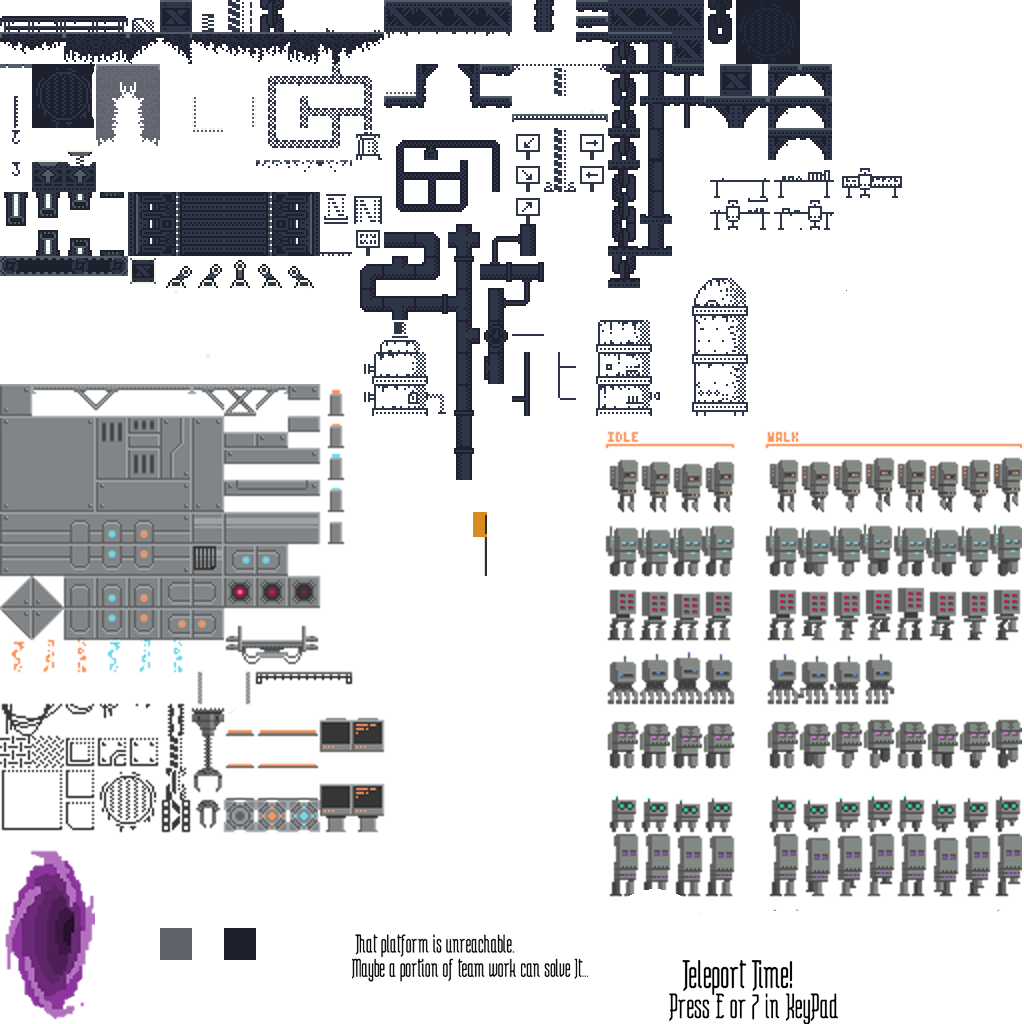 IDLE
WALK
That platform is unreachable.
Maybe a portion of team work can solve it...
Teleport Time!
Press E or 7 in KeyPad